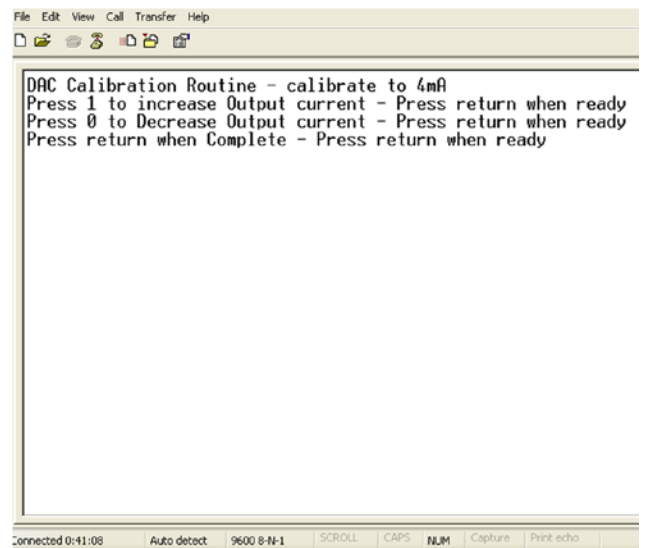 File Edit View Call Transfer Help
DAC Calibration Routine - calibrate to 4mA
Press 1 to increase Output current - Press return when ready
Press 0 to Decrease Output current - Press return when ready
Press return when Complete - Press return when ready
Connected 0:41:08 Auto detect 9600 8-N-1 SCROLL CAPS NUM Capture Print echo